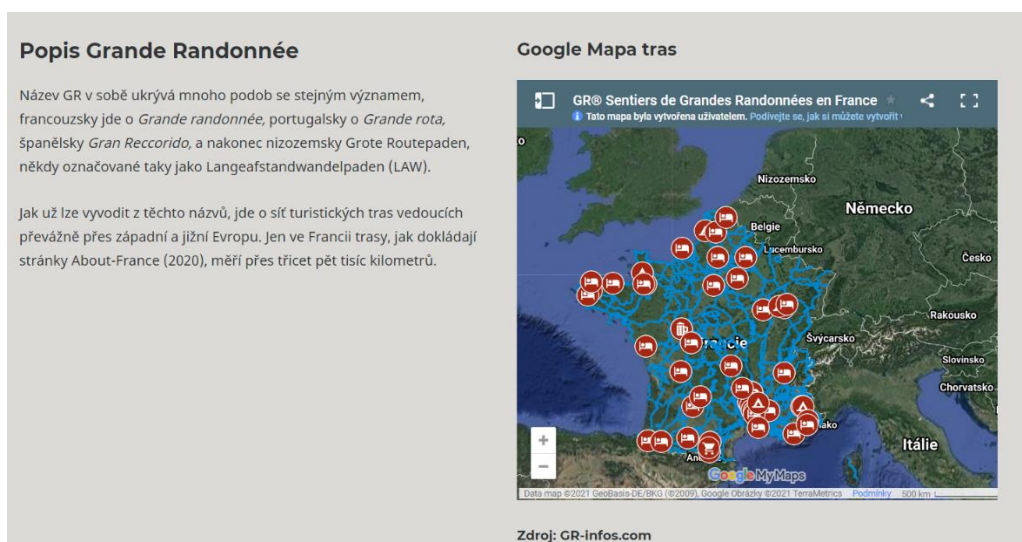 Popis Grande Randonnée
Název GR v sobě ukrývá mnoho podob se stejným významem,
francouzsky jde o Grande randonnée, portugalsky o Grande rota,
španělsky Gran Reccorido, a nakonec nizozemsky Grote Routepaden,
někdy označované taky jako Langeafstandwandelpaden (LAW).
Jak už lze vyvodit z těchto názvů, jde o síť turistických tras vedoucích
převážně přes západní a jižní Evropu. Jen ve Francii trasy, jak dokládají
stránky About-France (2020), měří přes třicet pět tisíc kilometrů.
Google Mapa tras
GR® Sentiers de Grandes Randonnées en France
Tato mapa byla vytvořena uživatelem. Podívejte se, jak si můžete vytvořit
Nizozemsko
Německo
Belgie
Lucembursko
Česko
Rakousko
Francie
Švýcarsko
Slovinsko
Chorvatsko
Itálie
+
−
Google My Maps
Data map ©2021 GeoBasis-DE/BKG (©2009), Google Obrázky ©2021 TerraMetrics Podmínky 500 km
Zdroj: GR-infos.com